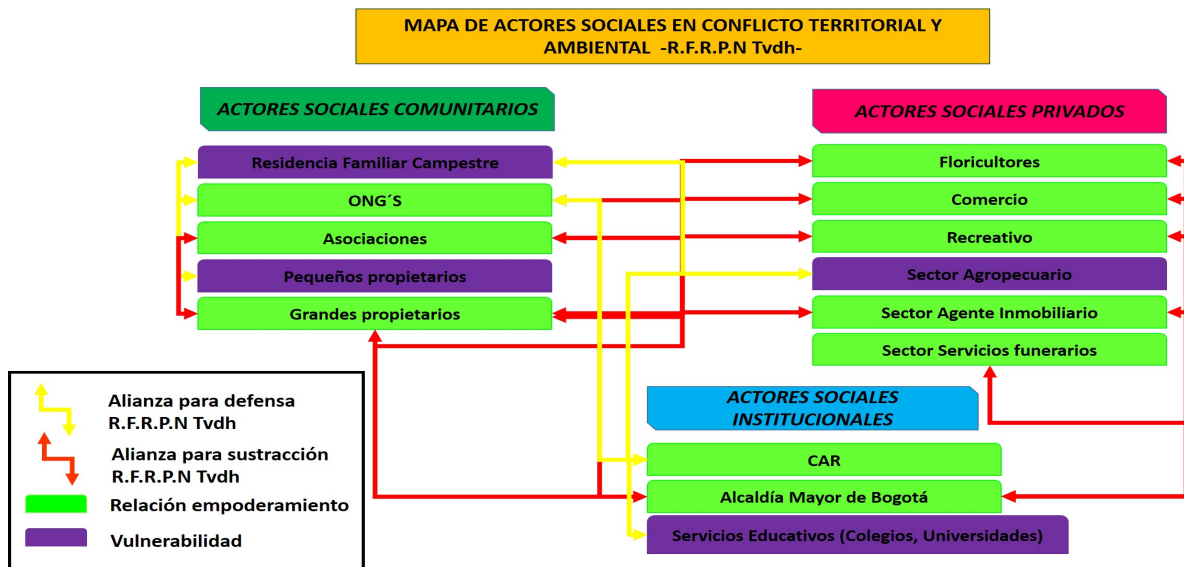 MAPA DE ACTORES SOCIALES EN CONFLICTO TERRITORIAL Y
AMBIENTAL -R.F.R.P.N Tvdh-
ACTORES SOCIALES COMUNITARIOS
Residencia Familiar Campestre
ONG´S
Asociaciones
Pequeños propietarios
Grandes propietarios
ACTORES SOCIALES PRIVADOS
Floricultores
Comercio
Recreativo
Sector Agropecuario
Sector Agente Inmobiliario
Sector Servicios funerarios
ACTORES SOCIALES
INSTITUCIONALES
CAR
Alcaldía Mayor de Bogotá
Servicios Educativos (Colegios, Universidades)
Alianza para defensa
R.F.R.P.N Tvdh
Alianza para sustracción
R.F.R.P.N Tvdh
Relación empoderamiento
Vulnerabilidad